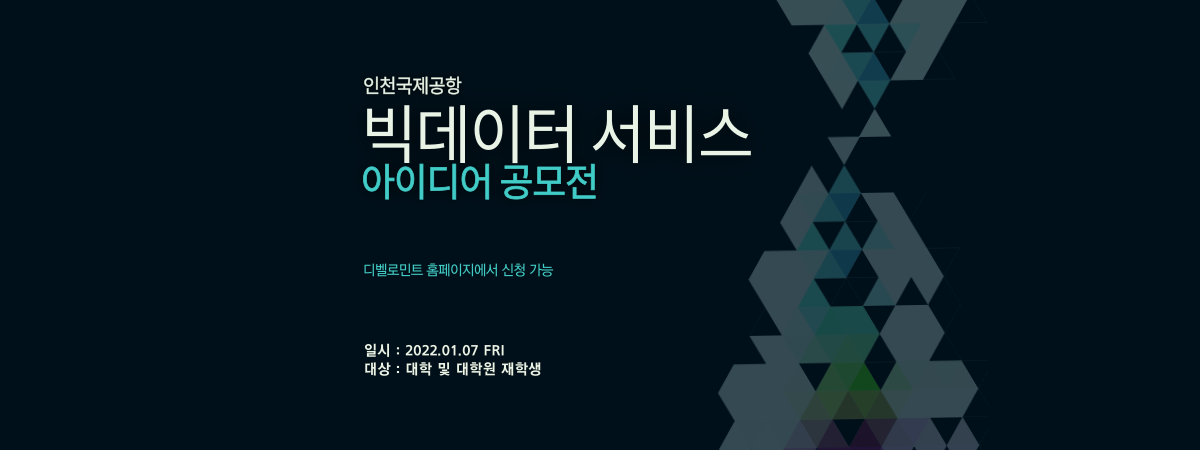 인천국제공항
빅데이터 서비스
아이디어 공모전
디벨로민트 홈페이지에서 신청 가능
일시 : 2022.01.07 FRI
대상 : 대학 및 대학원 재학생